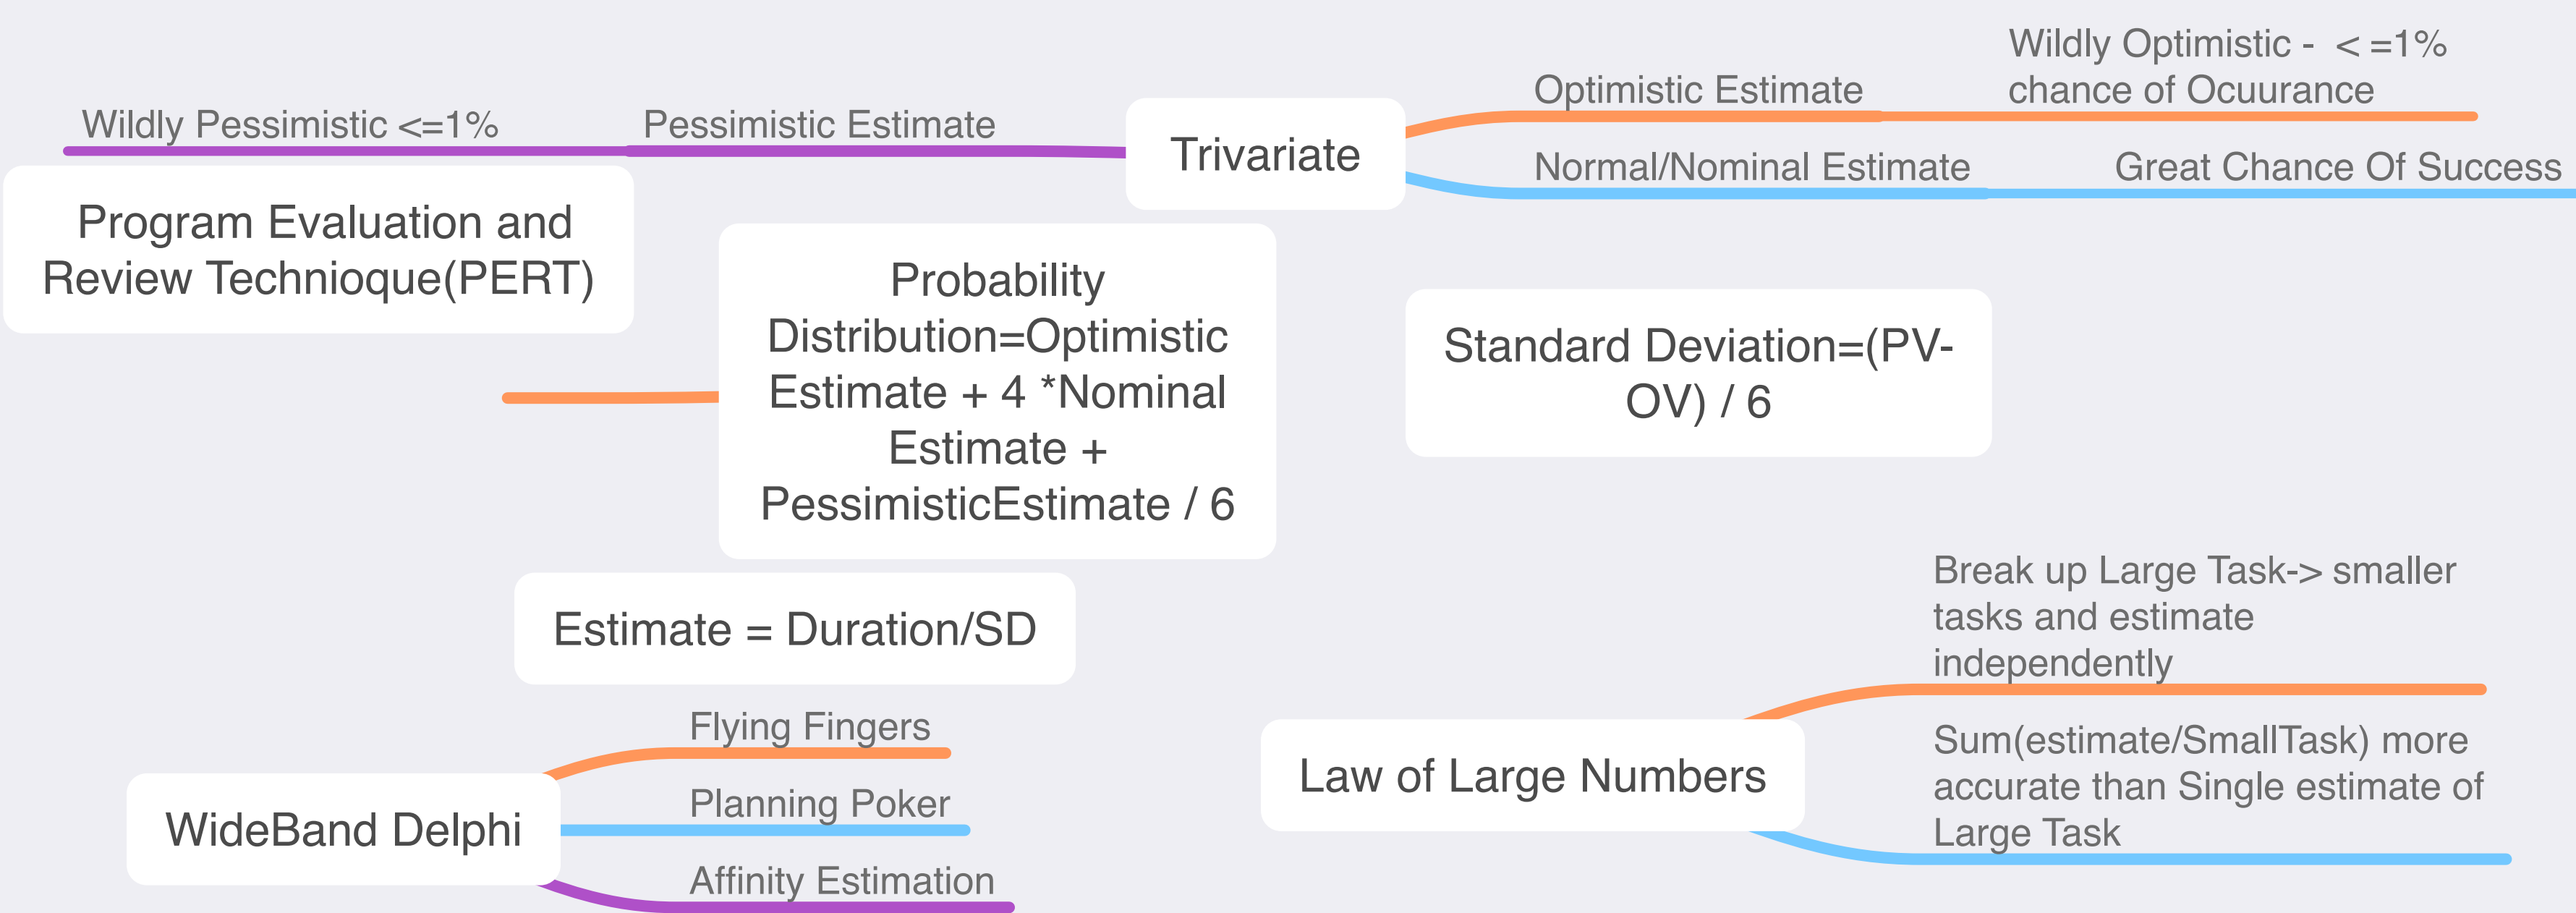 Wildly Pessimistic <=1%
Pessimistic Estimate
Trivariate
Optimistic Estimate
Wildly Optimistic -  < =1%
chance of Ocuurance
Normal/Nominal Estimate
Great Chance Of Success
Program Evaluation and
Review Technioque(PERT)
Probability
Distribution=Optimistic
Estimate + 4 *Nominal
Estimate +
PessimisticEstimate / 6
Standard Deviation=(PV-
OV) / 6
Estimate = Duration/SD
WideBand Delphi
Flying Fingers
Planning Poker
Affinity Estimation
Law of Large Numbers
Break up Large Task-> smaller
tasks and estimate
independently
Sum(estimate/SmallTask) more
accurate than Single estimate of
Large Task